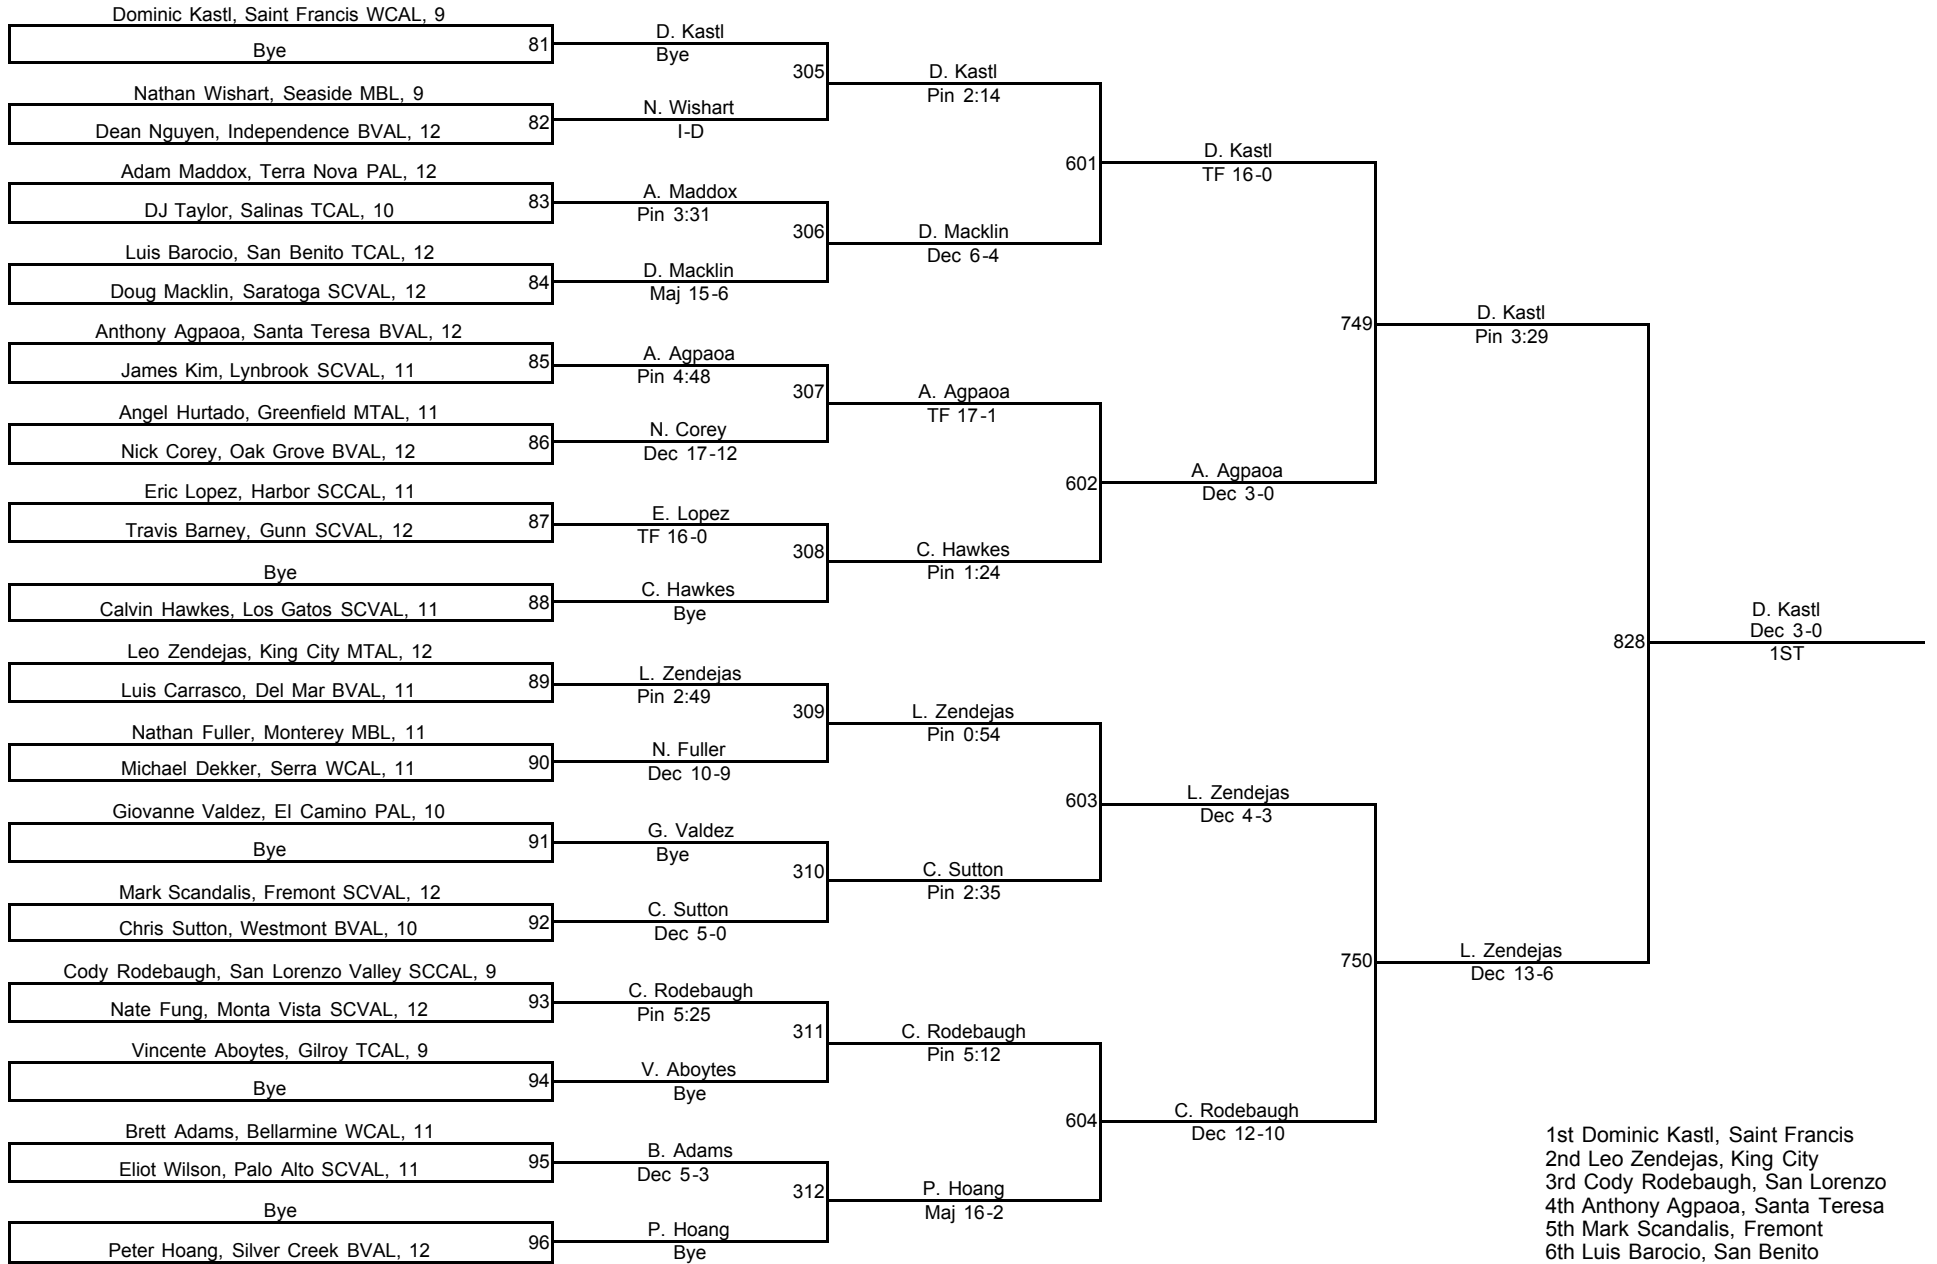 Dominic Kastl, Saint Francis WCAL, 9
Bye
81
Nathan Wishart, Seaside MBL, 9
Dean Nguyen, Independence BVAL, 12
82
Adam Maddox, Terra Nova PAL, 12
DJ Taylor, Salinas TCAL, 10
83
Luis Barocio, San Benito TCAL, 12
Doug Macklin, Saratoga SCVAL, 12
84
Anthony Agpaoa, Santa Teresa BVAL, 12
James Kim, Lynbrook SCVAL, 11
85
Angel Hurtado, Greenfield MTAL, 11
Nick Corey, Oak Grove BVAL, 12
86
Eric Lopez, Harbor SCCAL, 11
Travis Barney, Gunn SCVAL, 12
87
Bye
Calvin Hawkes, Los Gatos SCVAL, 11
88
Leo Zendejas, King City MTAL, 12
Luis Carrasco, Del Mar BVAL, 11
89
Nathan Fuller, Monterey MBL, 11
Michael Dekker, Serra WCAL, 11
90
Giovanne Valdez, El Camino PAL, 10
Bye
91
Mark Scandalis, Fremont SCVAL, 12
Chris Sutton, Westmont BVAL, 10
92
Cody Rodebaugh, San Lorenzo Valley SCCAL, 9
Nate Fung, Monta Vista SCVAL, 12
93
Vincente Aboytes, Gilroy TCAL, 9
Bye
94
Brett Adams, Bellarmine WCAL, 11
Eliot Wilson, Palo Alto SCVAL, 11
95
Bye
Peter Hoang, Silver Creek BVAL, 12
96
D. Kastl
Bye
305
N. Wishart
I-D
A. Maddox
Pin 3:31
306
D. Macklin
Maj 15-6
A. Agpaoa
Pin 4:48
307
N. Corey
Dec 17-12
E. Lopez
TF 16-0
308
C. Hawkes
Bye
L. Zendejas
Pin 2:49
309
N. Fuller
Dec 10-9
G. Valdez
Bye
310
C. Sutton
Dec 5-0
C. Rodebaugh
Pin 5:25
311
V. Aboytes
Bye
B. Adams
Dec 5-3
312
P. Hoang
Bye
D. Kastl
Pin 2:14
601
D. Macklin
Dec 6-4
A. Agpaoa
TF 17-1
602
C. Hawkes
Pin 1:24
L. Zendejas
Pin 0:54
603
C. Sutton
Pin 2:35
C. Rodebaugh
Pin 5:12
604
P. Hoang
Maj 16-2
D. Kastl
TF 16-0
749
A. Agpaoa
Dec 3-0
L. Zendejas
Dec 4-3
750
C. Rodebaugh
Dec 12-10
D. Kastl
Pin 3:29
828
L. Zendejas
Dec 13-6
D. Kastl
Dec 3-0
1ST
1st Dominic Kastl, Saint Francis
2nd Leo Zendejas, King City
3rd Cody Rodebaugh, San Lorenzo
4th Anthony Agpaoa, Santa Teresa
5th Mark Scandalis, Fremont
6th Luis Barocio, San Benito